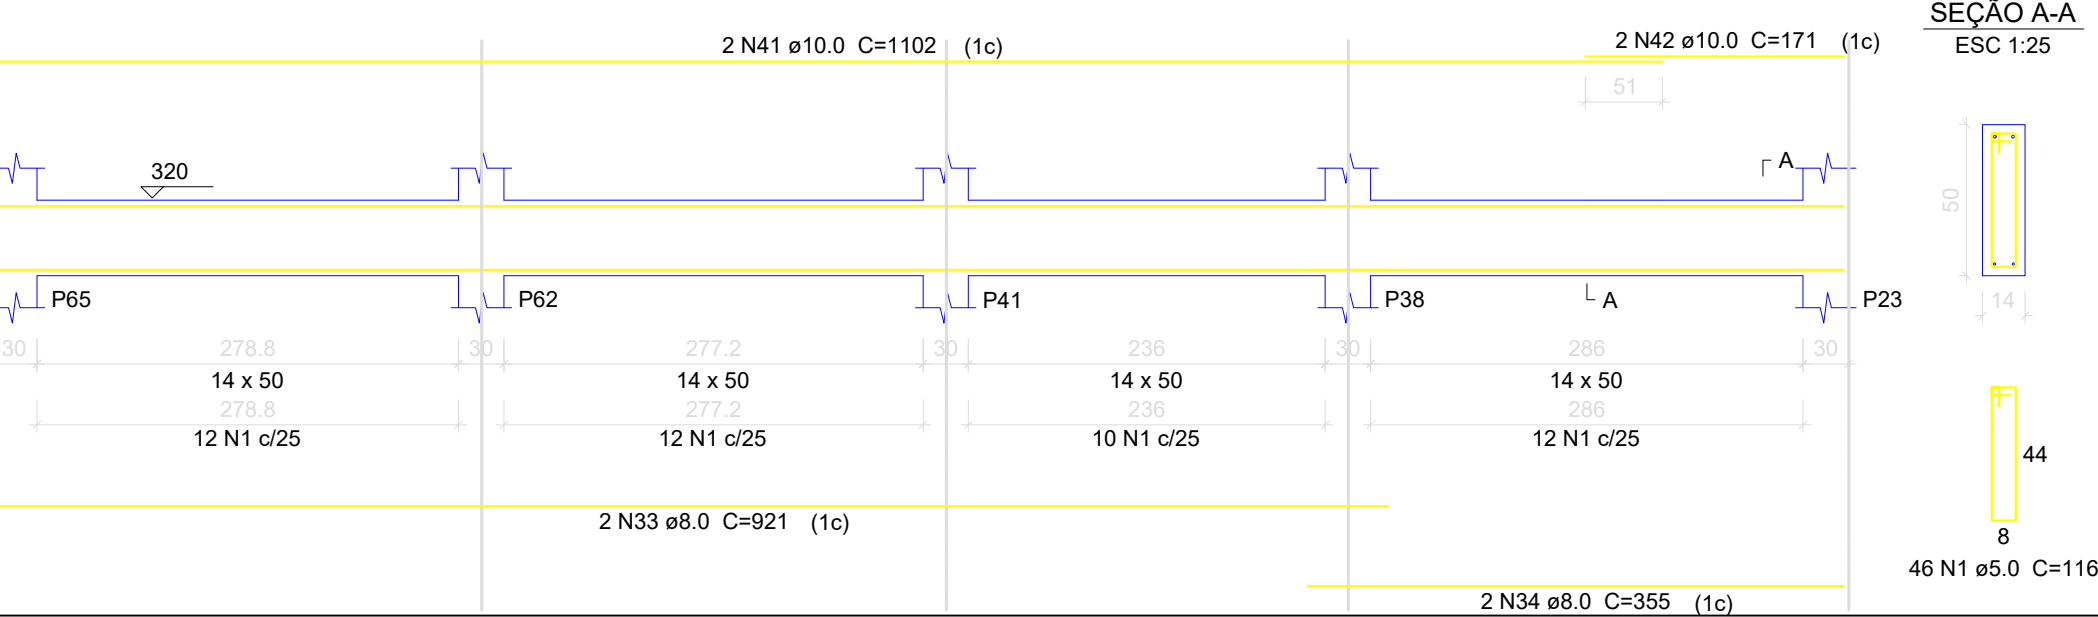 SEÇÃO A-A
ESC 1:25
2 N41 ø10.0 C=1102 (1c)
2 N42 ø10.0 C=171 (1c)
51
320
A
50
P65
P62
P41
P38
A
P23
14
30
278.8
30
277.2
30
236
30
286
30
14 x 50
14 x 50
14 x 50
14 x 50
278.8
277.2
236
286
12 N1 c/25
12 N1 c/25
10 N1 c/25
12 N1 c/25
44
2 N33 ø8.0 C=921 (1c)
8
46 N1 ø5.0 C=116
2 N34 ø8.0 C=355 (1c)